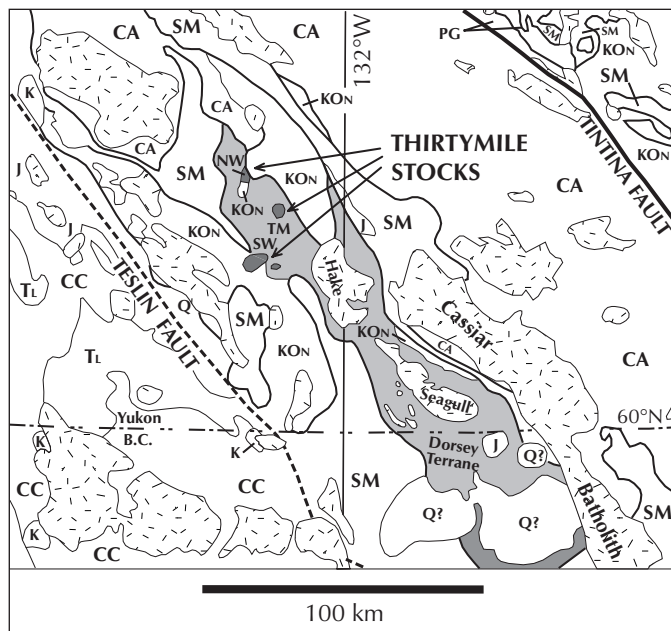 CA
SM
CA
PG
SM
SM
KON
SM
132°W
K
KON
CA
CA
NW
THIRTYMILE
STOCKS
TINTINA FAULT
J
SM
KON
KON
CA
KON
TM
SW
J
SM
J
KON
CC
TESLIN FAULT
Q
Hake
TL
SM
KON
KON
Cassiar
CA
CA
TL
Seagull
60°N
Yukon
B.C.
K
K
Dorsey
Terrane
J
Q?
CC
CC
SM
Q?
Q?
Batholith
SM
K
CC
100 km